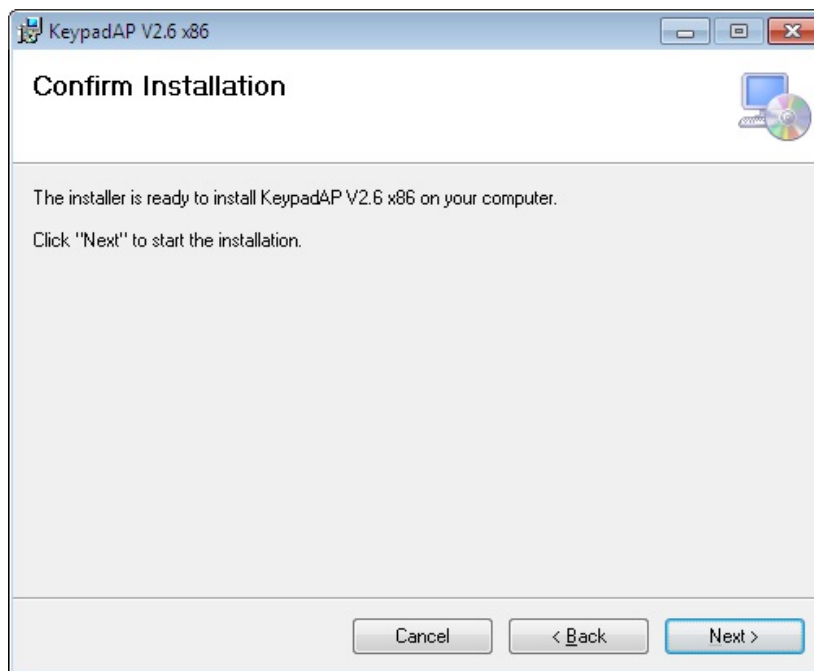 KeypadAP V2.6 x86
Confirm Installation
The installer is ready to install KeypadAP V2.6 x86 on your computer.
Click "Next" to start the installation.
Cancel
< Back
Next >